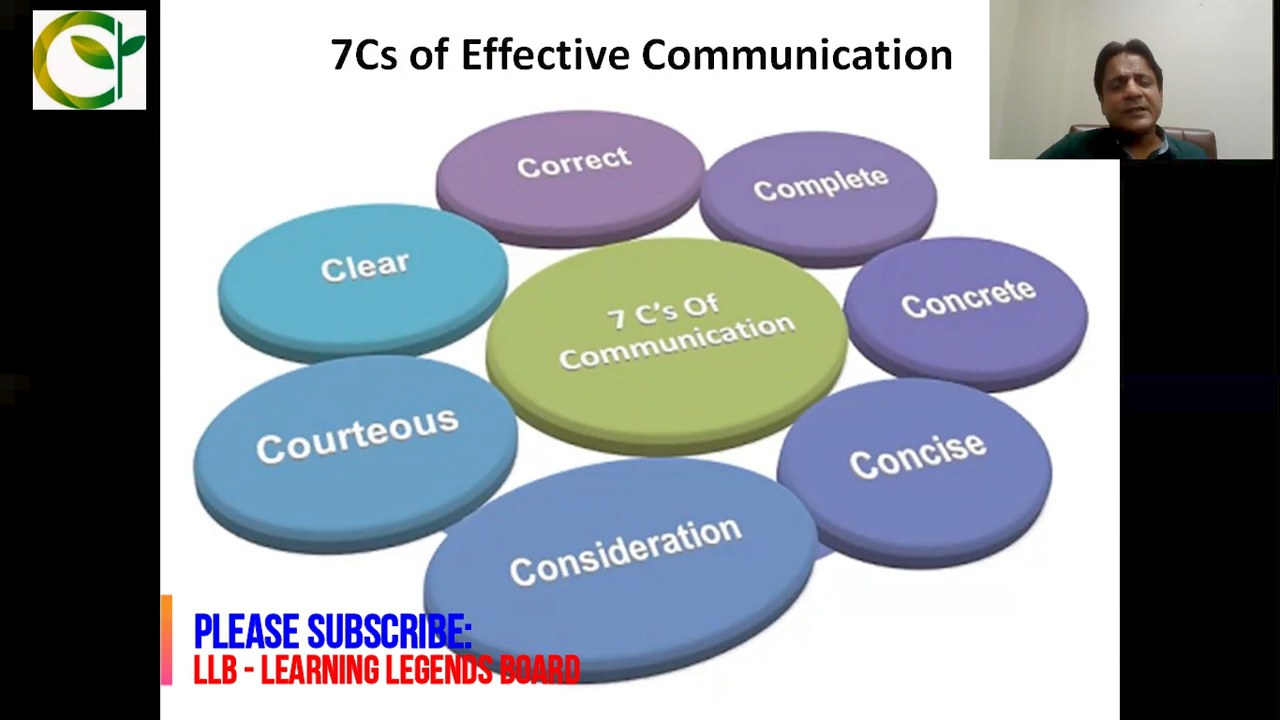 7Cs of Effective Communication
Correct
Complete
Clear
Concrete
7 C's Of
Communication
Courteous
Concise
Consideration
PLEASE SUBSCRIBE:
LLB - LEARNING LEGENDS BOARD